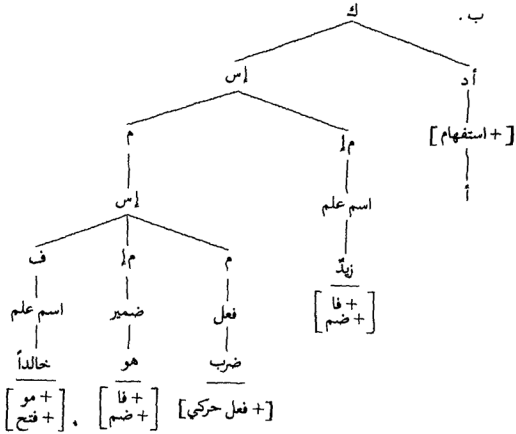 ب. ك
أد إس
[+ استفهام] م إ م
أ اسم علم إس
زيدٌ م م إ ف
[+ فا + ضم] فعل ضمير اسم علم
ضرب هو خالداً
[+ فعل حركي] [+ فا + ضم] . [+ مو + فتح]